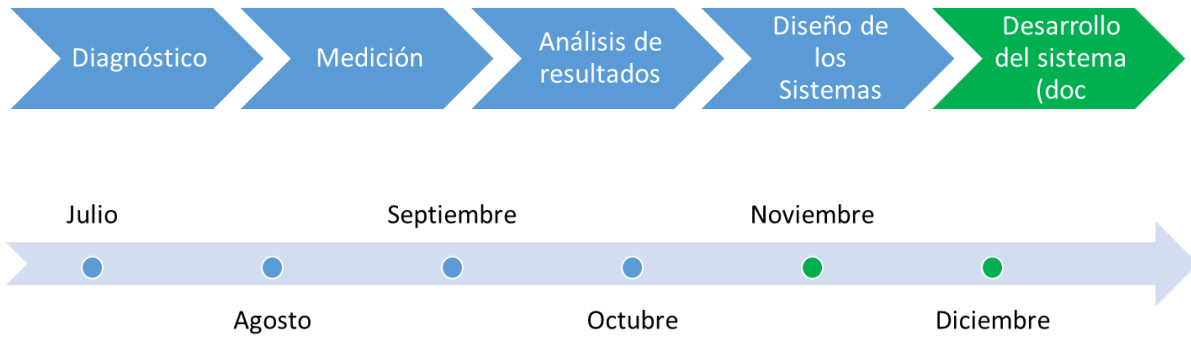 Diagnóstico
Medición
Análisis de
resultados
Diseño de
los
Sistemas
Desarrollo
del sistema
(doc
Julio
Septiembre
Noviembre
Agosto
Octubre
Diciembre